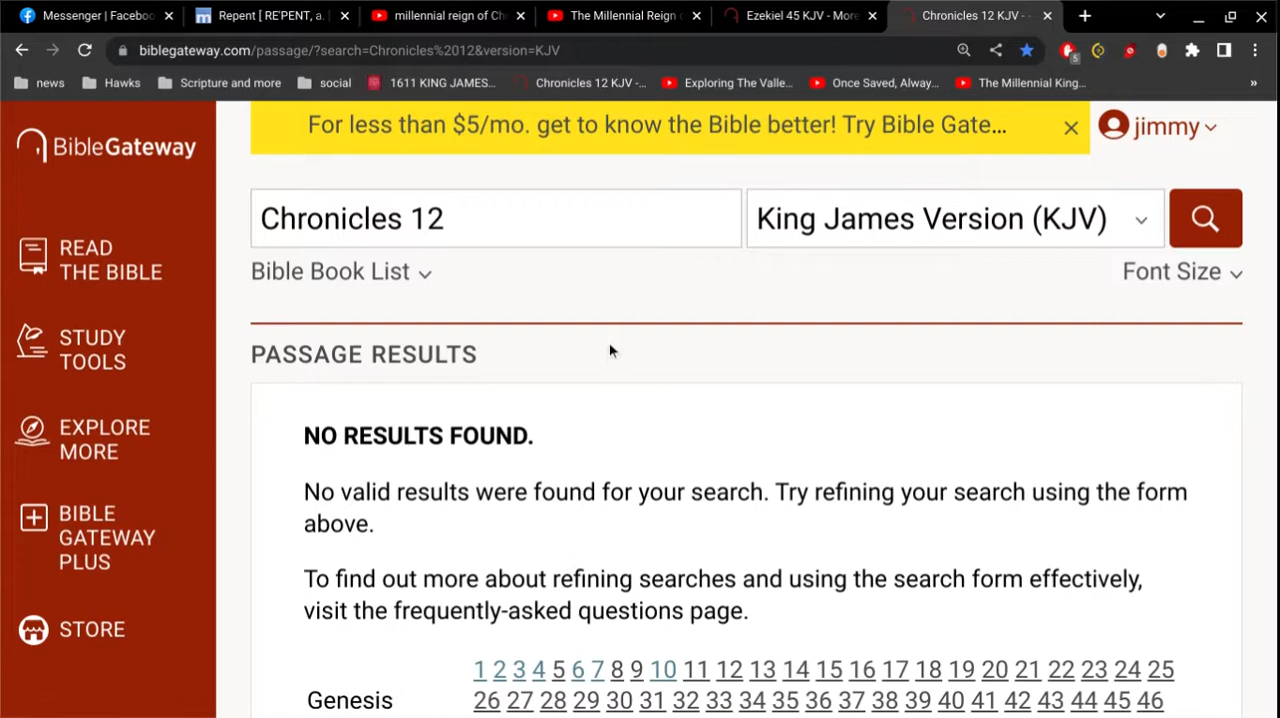 Messenger | Faceboo
Repent [ RE'PENT, a.
millennial reign of Ch
The Millennial Reign o
Ezekiel 45 KJV - More
Chronicles 12 KJV - 
biblegateway.com/passage/?search=Chronicles%2012&version=KJV
5
news
Hawks
Scripture and more
social
1611 KING JAMES...
Chronicles 12 KJV -...
Exploring The Valle...
Once Saved, Alway...
The Millennial King...
»
For less than $5/mo. get to know the Bible better! Try Bible Gate...
jimmy
BibleGateway
Chronicles 12
King James Version (KJV)
Bible Book List
Font Size
READ
THE BIBLE
STUDY
TOOLS
EXPLORE
MORE
BIBLE
GATEWAY
PLUS
STORE
PASSAGE RESULTS
NO RESULTS FOUND.
No valid results were found for your search. Try refining your search using the form
above.
To find out more about refining searches and using the search form effectively,
visit the frequently-asked questions page.
Genesis
1 2 3 4 5 6 7 8 9 10 11 12 13 14 15 16 17 18 19 20 21 22 23 24 25
26 27 28 29 30 31 32 33 34 35 36 37 38 39 40 41 42 43 44 45 46